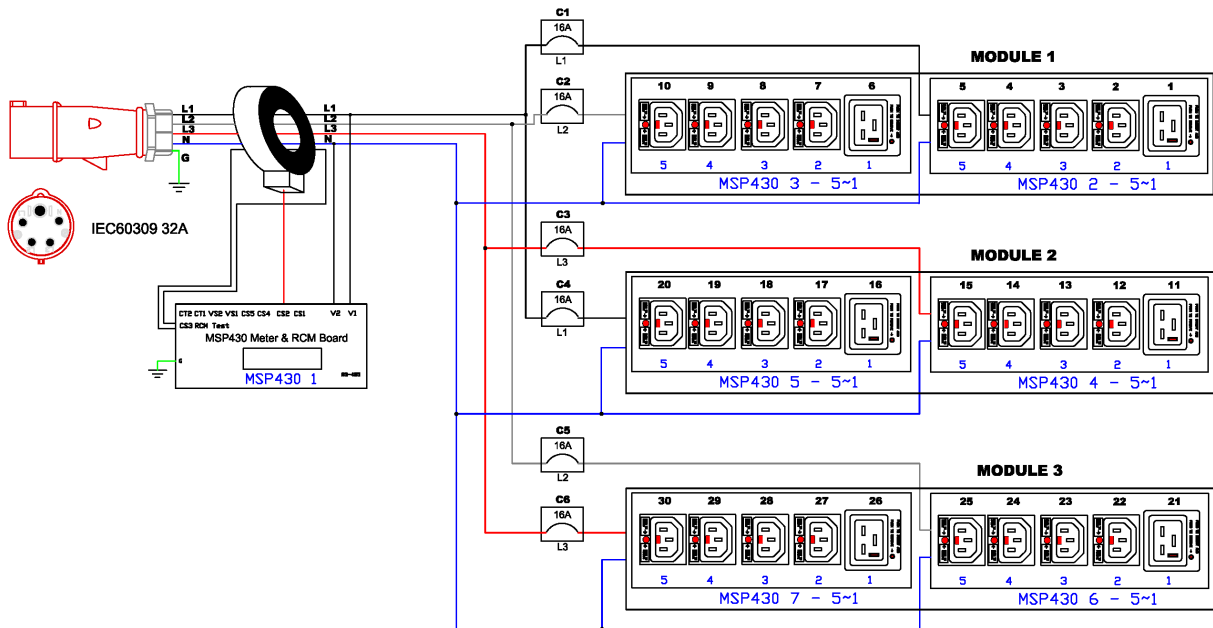 C1
16A
L1
MODULE 1
C2
16A
L2
10 9 8 7 6
5 4 3 2 1
5 4 3 2 1
5 4 3 2 1
MSP430 3 - 5~1
MSP430 2 - 5~1
L1
L2
L3
N
G
L1
L2
L3
N
IEC60309 32A
C3
16A
L3
MODULE 2
C4
16A
L1
20 19 18 17 16
15 14 13 12 11
5 4 3 2 1
5 4 3 2 1
MSP430 5 - 5~1
MSP430 4 - 5~1
CT2 CT1 VS2 VS1 CS5 CS4 CS2 CS1 V2 V1
CS3 RCM Test
MSP430 Meter & RCM Board
G
MSP430 1
C5
16A
L2
MODULE 3
C6
16A
L3
30 29 28 27 26
25 24 23 22 21
5 4 3 2 1
5 4 3 2 1
MSP430 7 - 5~1
MSP430 6 - 5~1